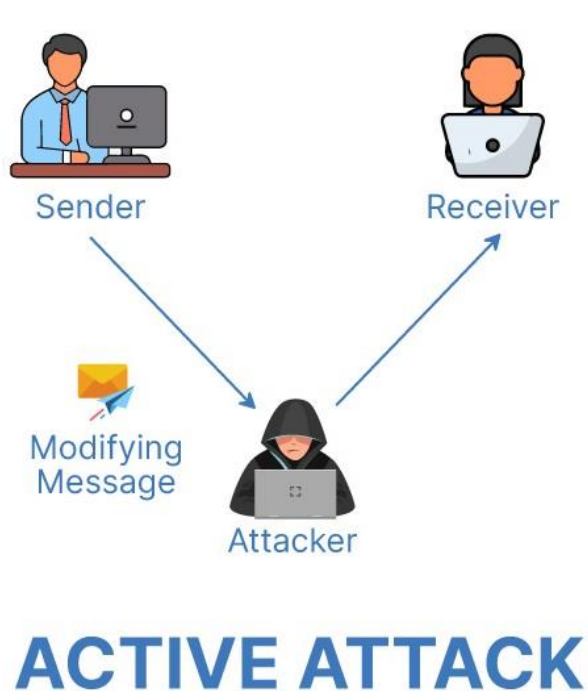 Sender
Receiver
Modifying
Message
Attacker
ACTIVE ATTACK